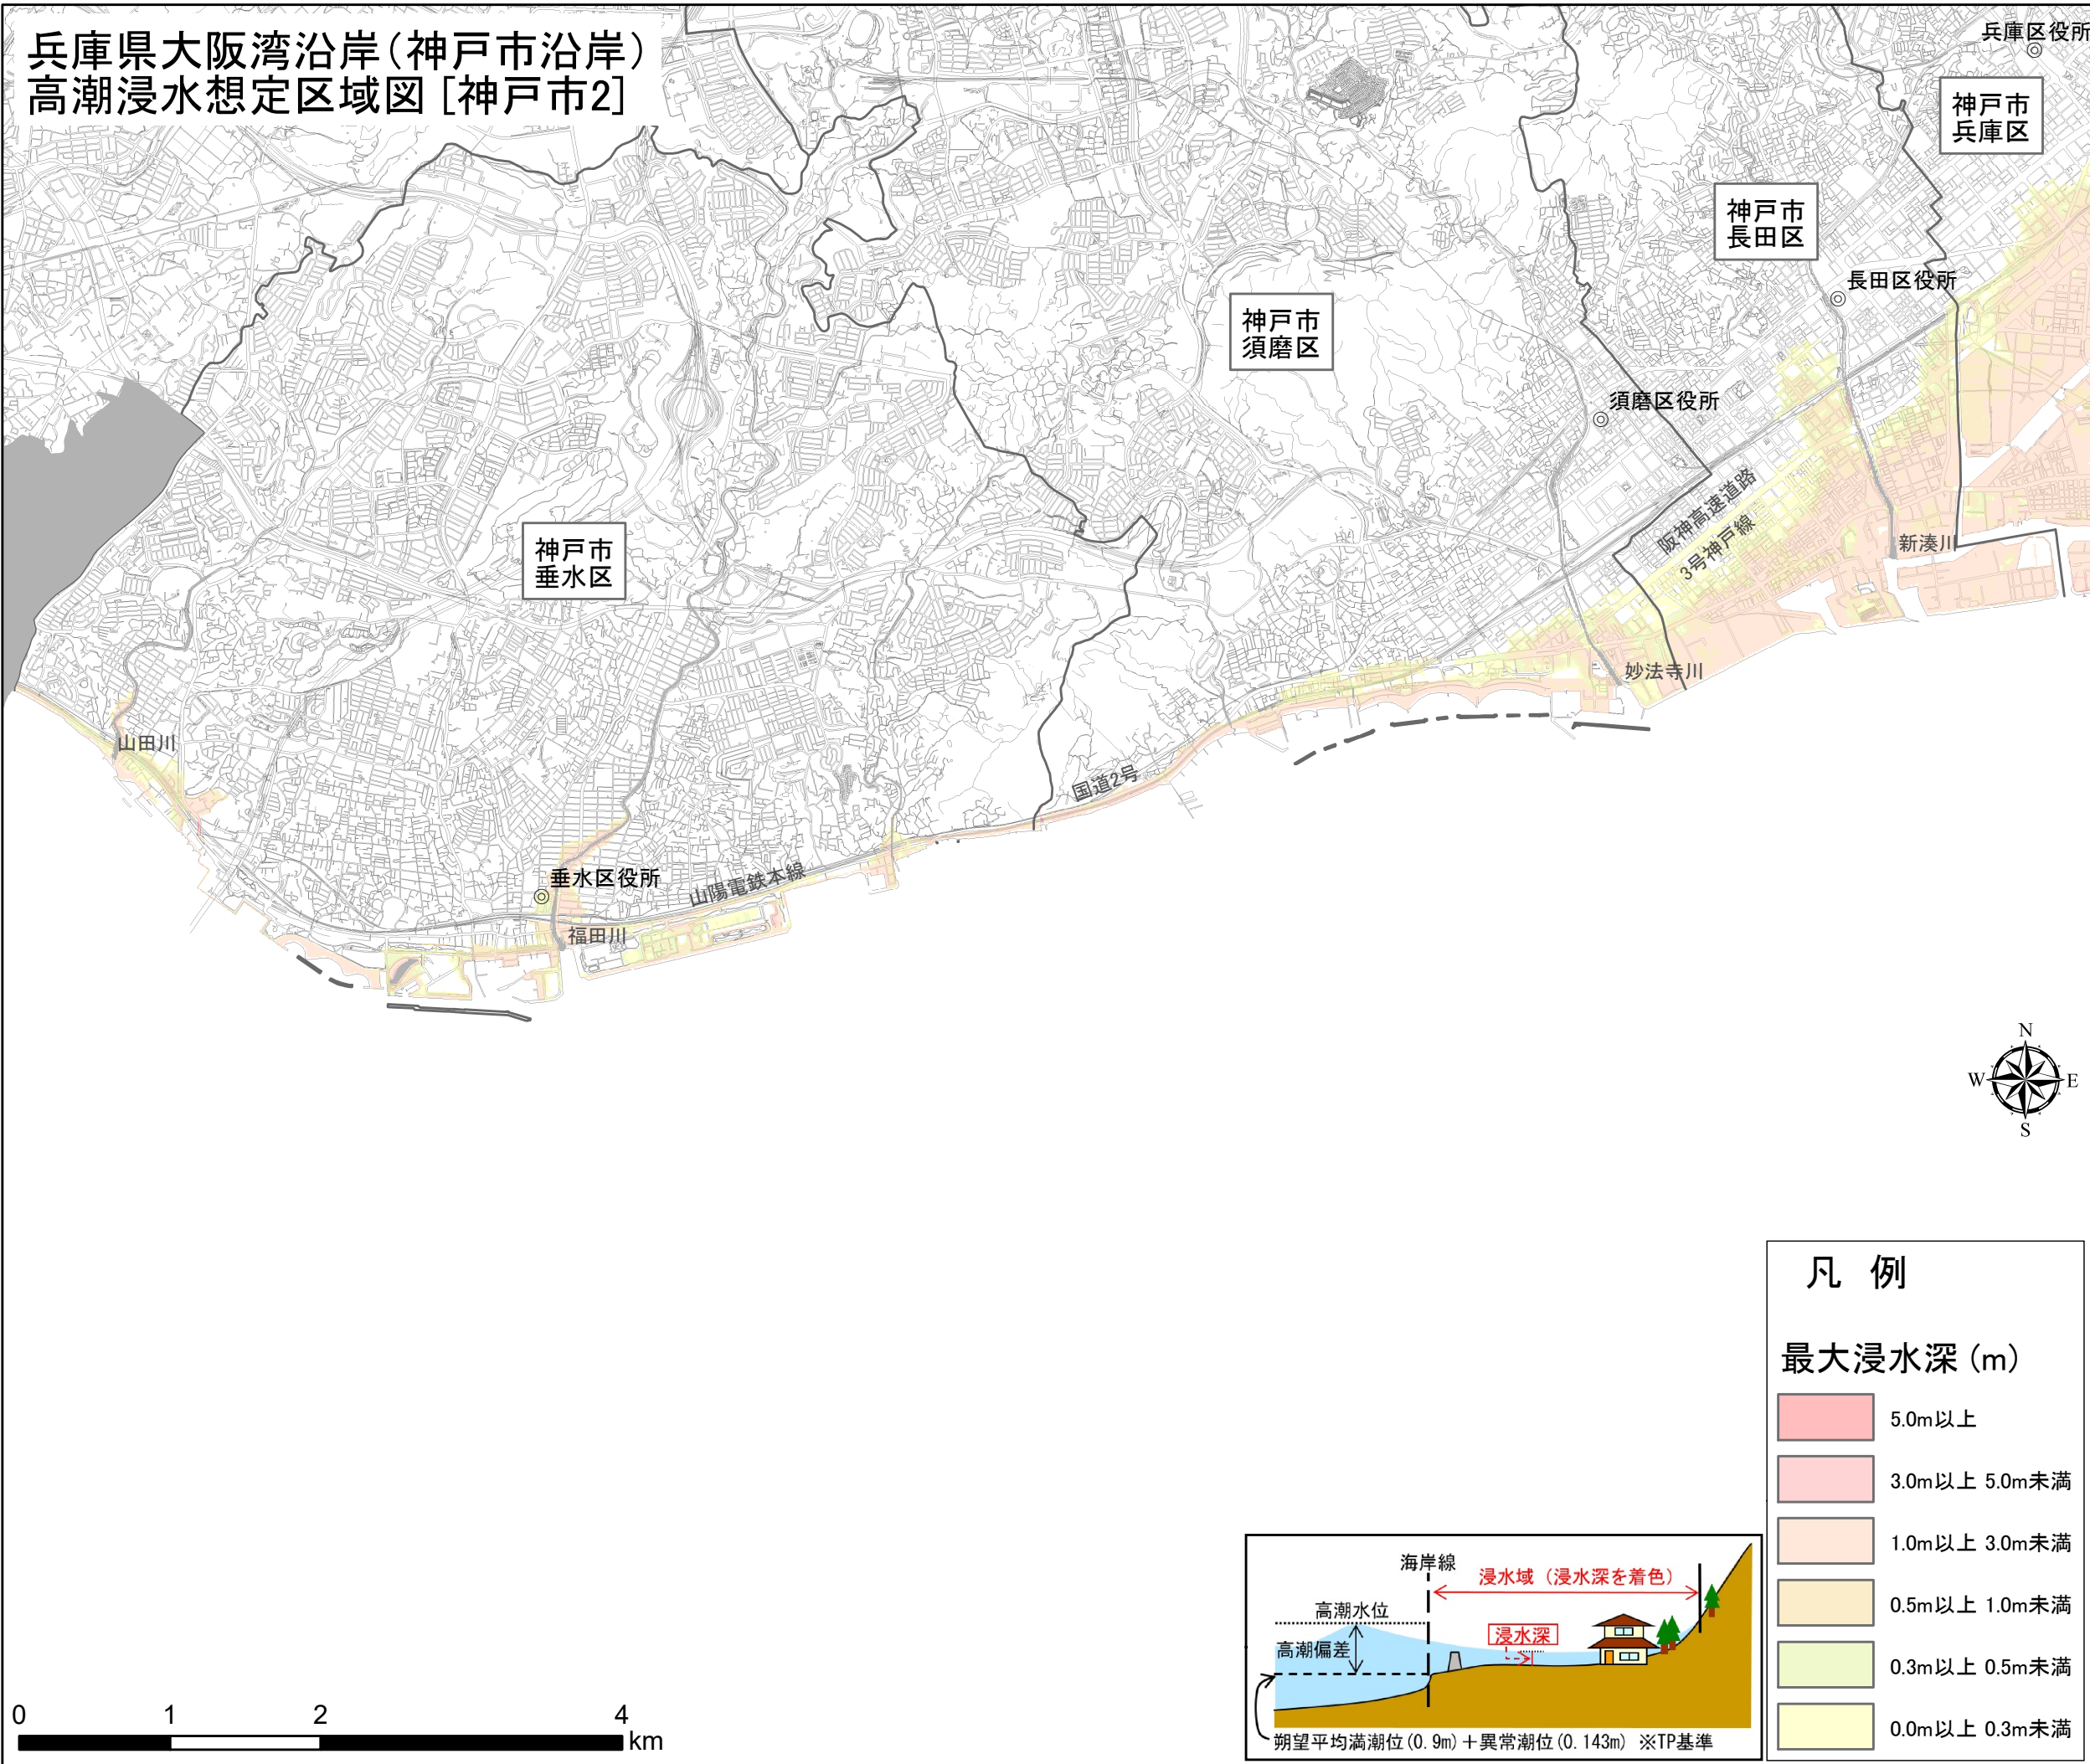 兵庫県大阪湾沿岸(神戸市沿岸)
高潮浸水想定区域図 [神戸市2]
兵庫区役所
神戸市
兵庫区
神戸市
長田区
長田区役所
神戸市
須磨区
須磨区役所
阪神高速道路
3号神戸線
新湊川
神戸市
垂水区
妙法寺川
山田川
国道2号
垂水区役所
山陽電鉄本線
福田川
N
W
E
S
凡 例
最大浸水深(m)
5.0m以上
3.0m以上 5.0m未満
1.0m以上 3.0m未満
0.5m以上 1.0m未満
0.3m以上 0.5m未満
0.0m以上 0.3m未満
海岸線
浸水域(浸水深を着色)
高潮水位
浸水深
高潮偏差
朔望平均満潮位(0.9m)+異常潮位(0.143m) ※TP基準
0 1 2 4
km